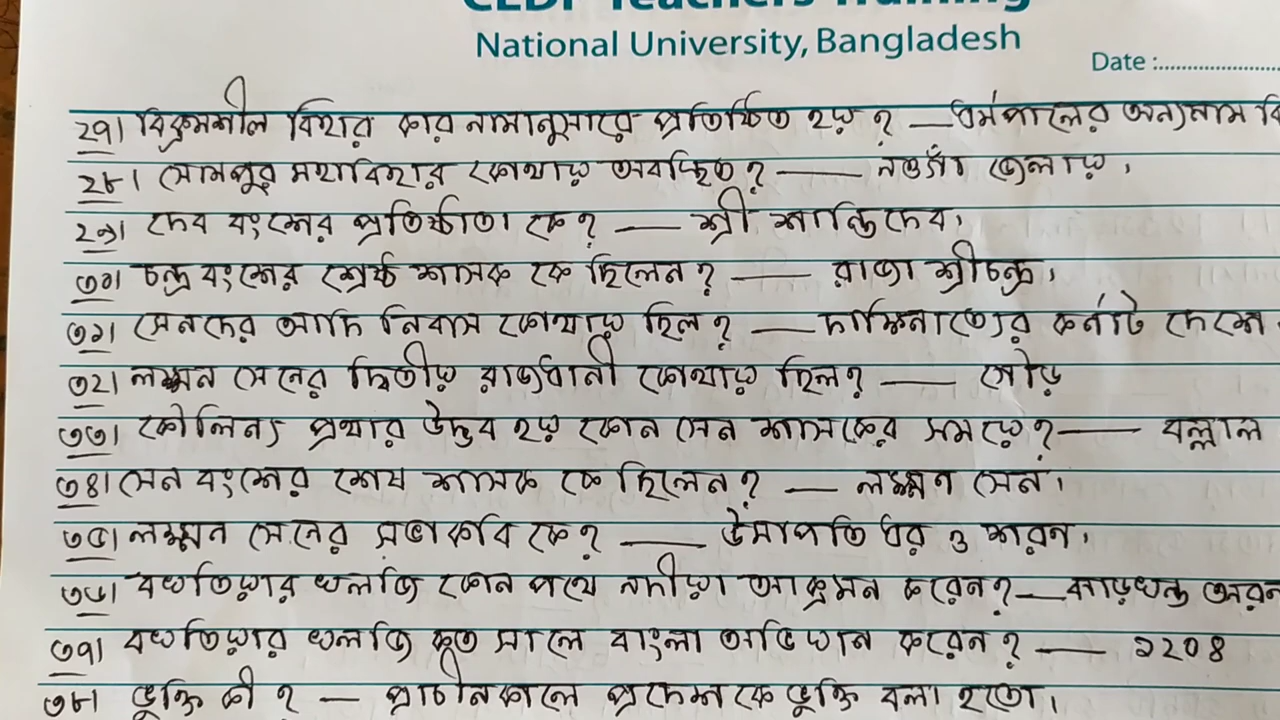 CEDP Teachers Training
National University, Bangladesh
Date :........................
২৭। বিক্রমশীল বিহার কার নামানুসারে প্রতিষ্ঠিত হয়? — ধর্মপালের অন্যনাম বি
২৮। সোমপুর মহাবিহার কোথায় অবস্থিত? — নওগাঁ জেলায়।
২৯। দেব বংশের প্রতিষ্ঠাতা কে? — শ্রী শান্তিদেব।
৩০। চন্দ্র বংশের শ্রেষ্ঠ শাসক কে ছিলেন? — রাজা শ্রীচন্দ্র।
৩১। সেনদের আদি নিবাস কোথায় ছিল? — দাক্ষিনাত্যের কর্নাট দেশে।
৩২। লক্ষ্মন সেনের দ্বিতীয় রাজধানী কোথায় ছিল? — গৌড়
৩৩। কৌলিন্য প্রথার উদ্ভব হয় কোন সেন শাসকের সময়ে? — বল্লাল
৩৪। সেন বংশের শেষ শাসক কে ছিলেন? — লক্ষ্মণ সেন।
৩৫। লক্ষ্মন সেনের সভাকবি কে? — উমাপতি ধর ও শরন।
৩৬। বখতিয়ার খলজি কোন পথে নদীয়া আক্রমন করেন? — ঝাড়খন্ড অরন
৩৭। বখতিয়ার খলজি কত সালে বাংলা অভিযান করেন? — ১২০৪
৩৮। ভুক্তি কী? — প্রাচীনকালে প্রদেশকে ভুক্তি বলা হতো।